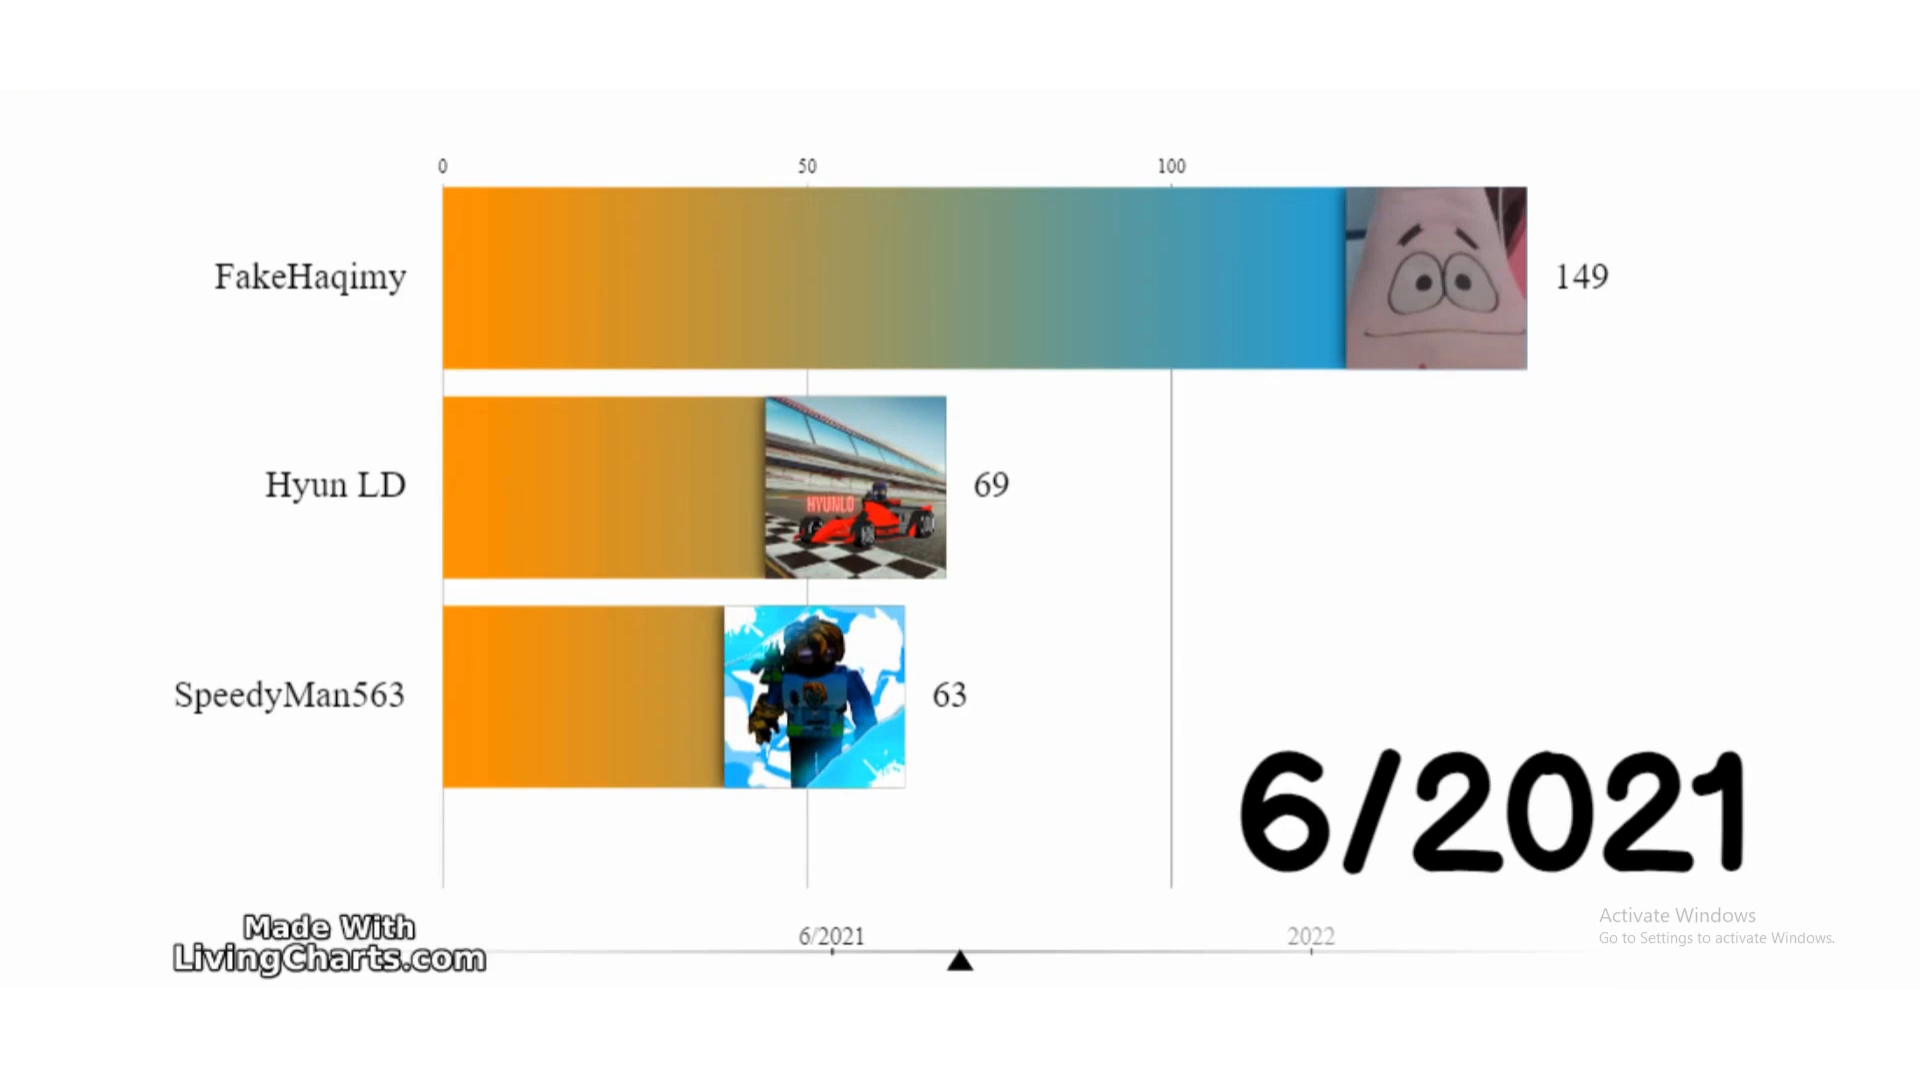 0 50 100
FakeHaqimy 149
HYUNLD
Hyun LD 69
SpeedyMan563 63
6/2021
Activate Windows
Go to Settings to activate Windows.
Made With
LivingCharts.com
6/2021 2022